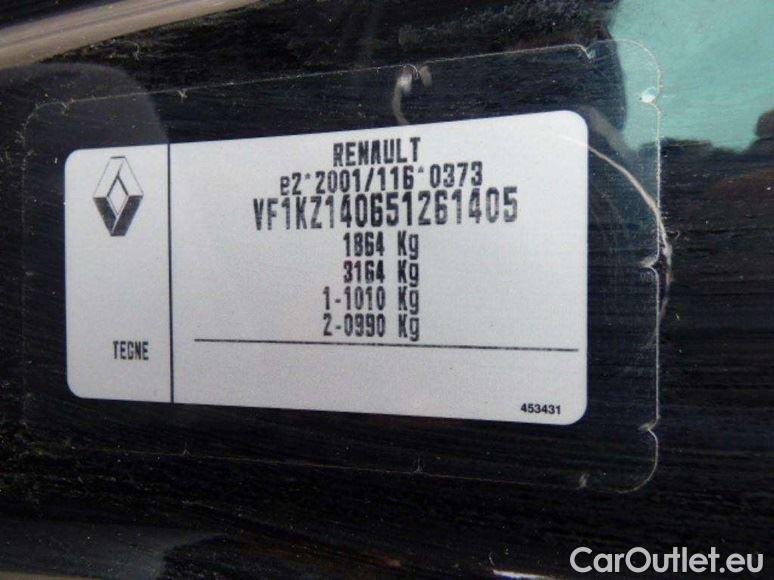 RENAULT
e2*2001/116*0373
VF1KZ140651261405
1864 Kg
3164 Kg
1-1010 Kg
2-0990 Kg
TEGNE
453431
CarOutlet.eu